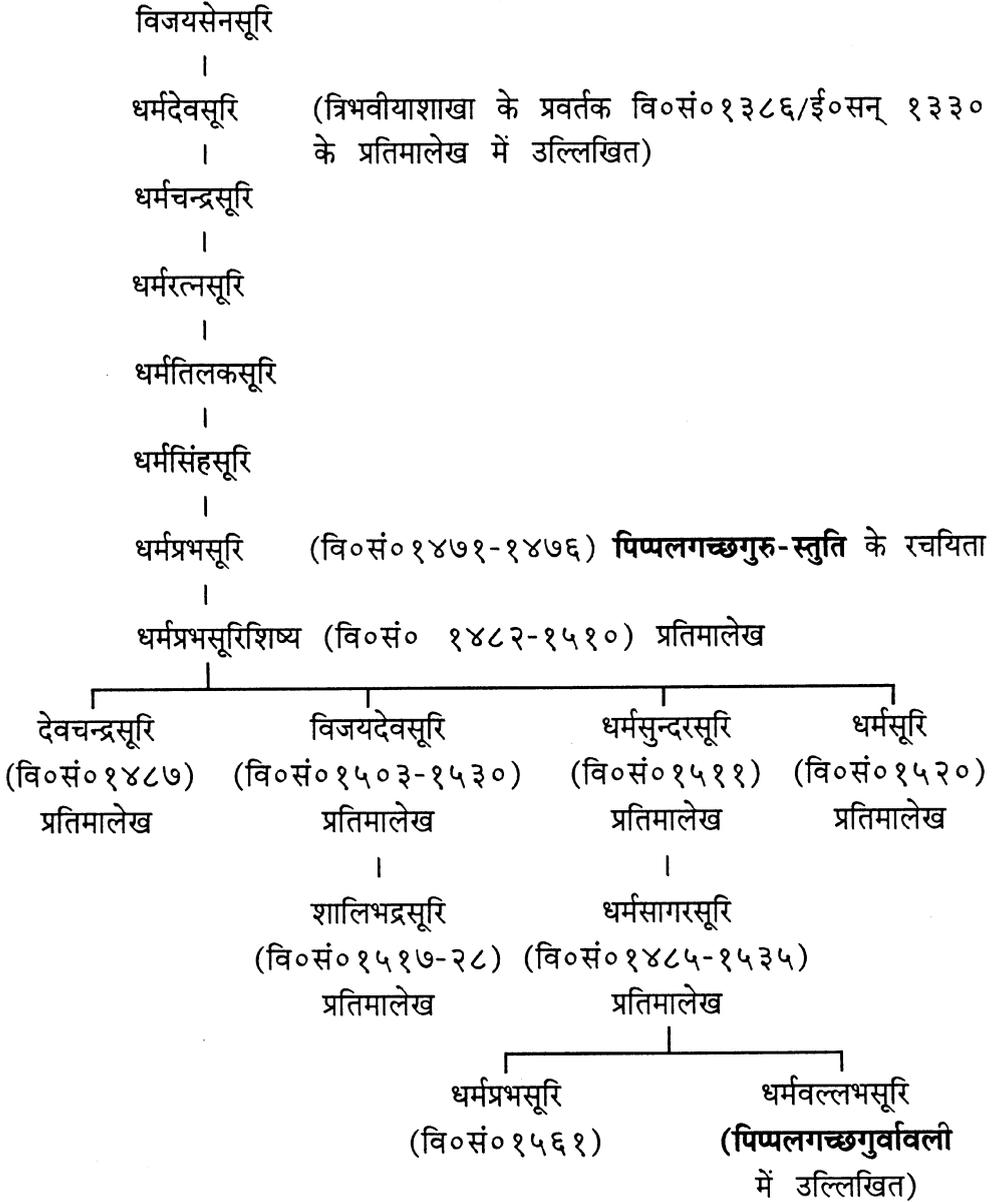 विजयसेनसूरि
धर्मदेवसूरि (त्रिभवीयाशाखा के प्रवर्तक वि०सं०१३८६/ई०सन् १३३०
के प्रतिमालेख में उल्लिखित)
धर्मचन्द्रसूरि
धर्मरत्नसूरि
धर्मतिलकसूरि
धर्मसिंहसूरि
धर्मप्रभसूरि (वि०सं०१४७१-१४७६) पिप्पलगच्छगुरु-स्तुति के रचयिता
धर्मप्रभसूरिशिष्य (वि०सं० १४८२-१५१०) प्रतिमालेख
देवचन्द्रसूरि विजयदेवसूरि धर्मसुन्दरसूरि धर्मसूरि
(वि०सं०१४८७) (वि०सं०१५०३-१५३०) (वि०सं०१५११) (वि०सं०१५२०)
प्रतिमालेख प्रतिमालेख प्रतिमालेख प्रतिमालेख
शालिभद्रसूरि धर्मसागरसूरि
(वि०सं०१५१७-२८) (वि०सं०१४८५-१५३५)
प्रतिमालेख प्रतिमालेख
धर्मप्रभसूरि धर्मवल्लभसूरि
(वि०सं०१५६१) (पिप्पलगच्छगुर्वावली
में उल्लिखित)